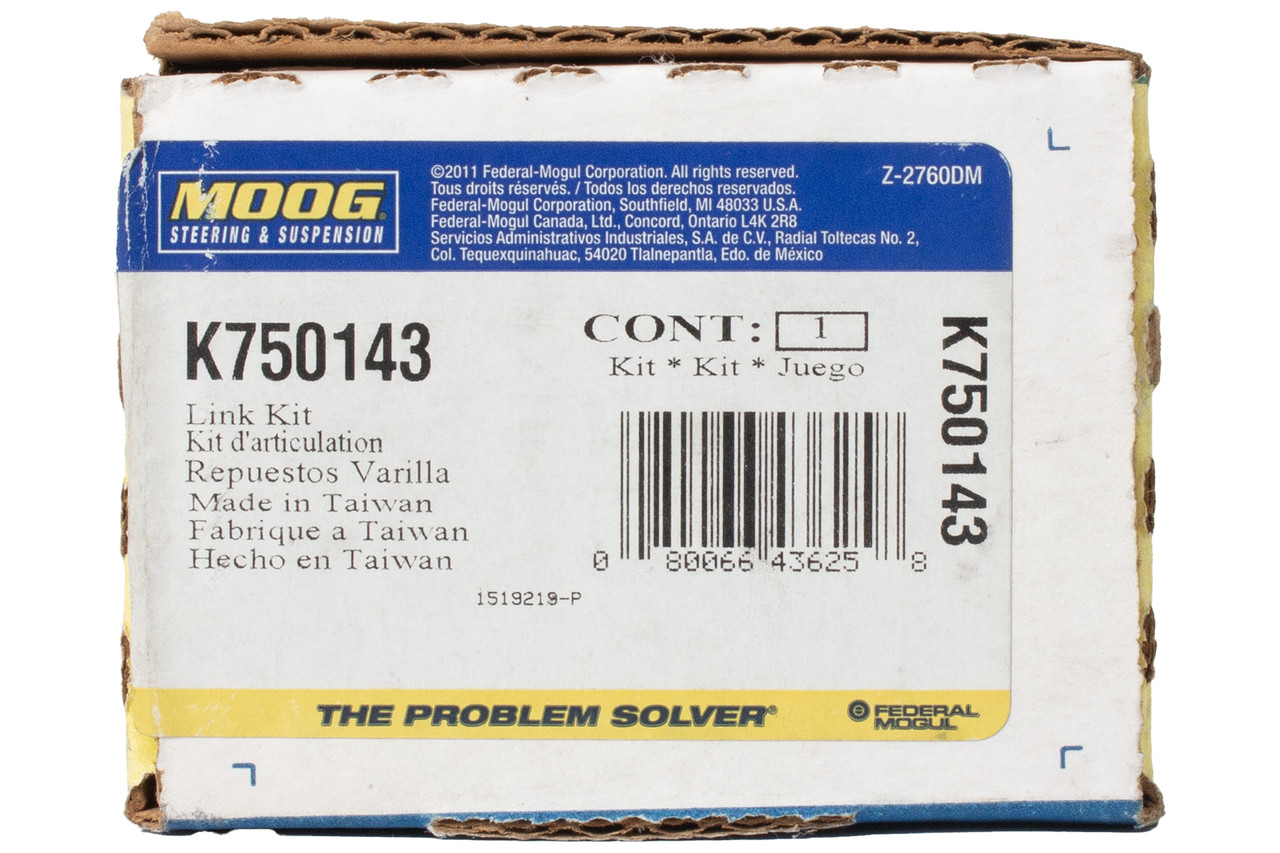 MOOG®
STEERING & SUSPENSION
©2011 Federal-Mogul Corporation. All rights reserved.
Tous droits réservés. / Todos los derechos reservados.
Federal-Mogul Corporation, Southfield, MI 48033 U.S.A.
Federal-Mogul Canada, Ltd., Concord, Ontario L4K 2R8
Servicios Administrativos Industriales, S.A. de C.V., Radial Toltecas No. 2,
Col. Tequexquinahuac, 54020 Tlalnepantla, Edo. de México
Z-2760DM
K750143
Link Kit
Kit d'articulation
Repuestos Varilla
Made in Taiwan
Fabrique a Taiwan
Hecho en Taiwan
1519219-P
CONT: 1
Kit * Kit * Juego
0 80066 43625 8
K750143
THE PROBLEM SOLVER®
FEDERAL
MOGUL